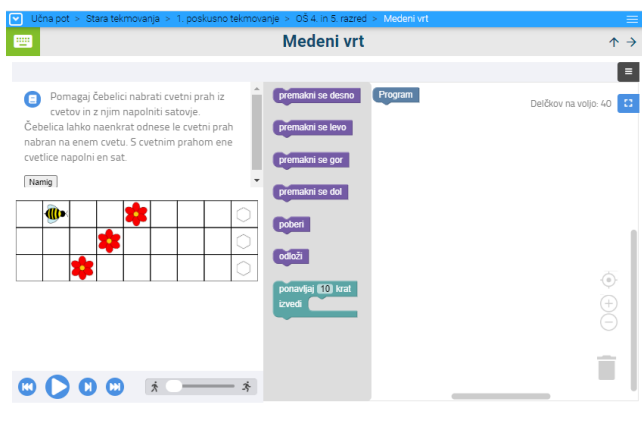 Učna pot > Stara tekmovanja > 1. poskusno tekmovanje > OŠ 4. in 5. razred > Medeni vrt
Medeni vrt
Pomagaj čebelici nabrati cvetni prah iz
cvetov in z njim napolniti satovje.
Čebelica lahko naenkrat odnese le cvetni prah
nabran na enem cvetu. S cvetnim prahom ene
cvetlice napolni en sat.
Namig
premakni se desno
premakni se levo
premakni se gor
premakni se dol
poberi
odloži
ponavljaj 10 krat
izvedi
Program
Delčkov na voljo: 40